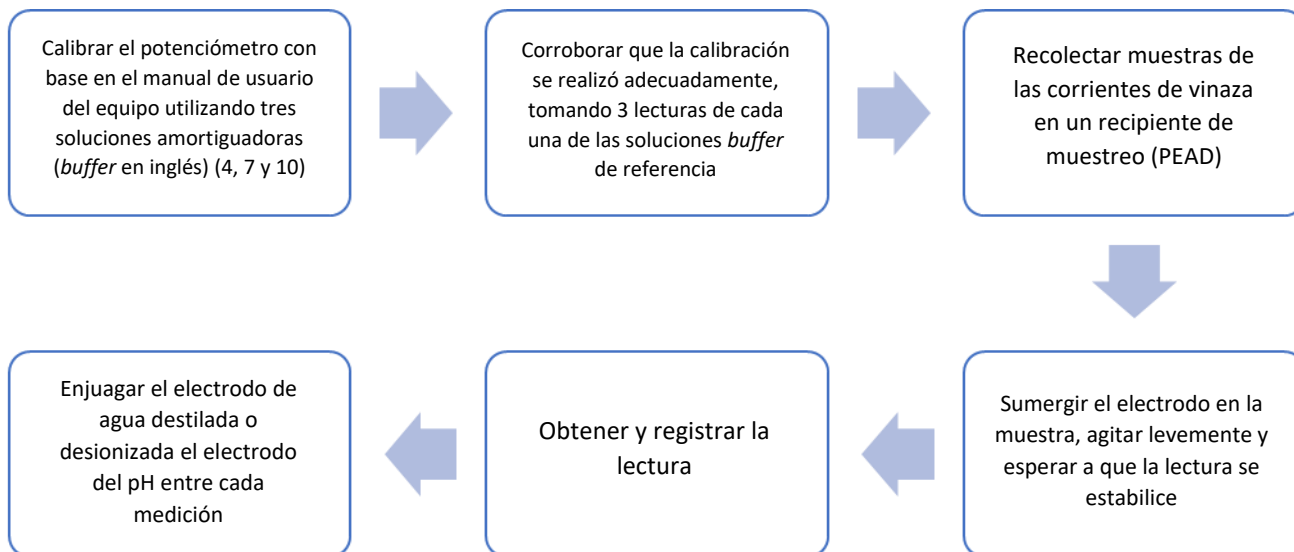 Calibrar el potenciómetro con
base en el manual de usuario
del equipo utilizando tres
soluciones amortiguadoras
(buffer en inglés) (4, 7 y 10)
Corroborar que la calibración
se realizó adecuadamente,
tomando 3 lecturas de cada
una de las soluciones buffer
de referencia
Recolectar muestras de
las corrientes de vinaza
en un recipiente de
muestreo (PEAD)
Sumergir el electrodo en la
muestra, agitar levemente y
esperar a que la lectura se
estabilice
Obtener y registrar la
lectura
Enjuagar el electrodo de
agua destilada o
desionizada el electrodo
del pH entre cada
medición